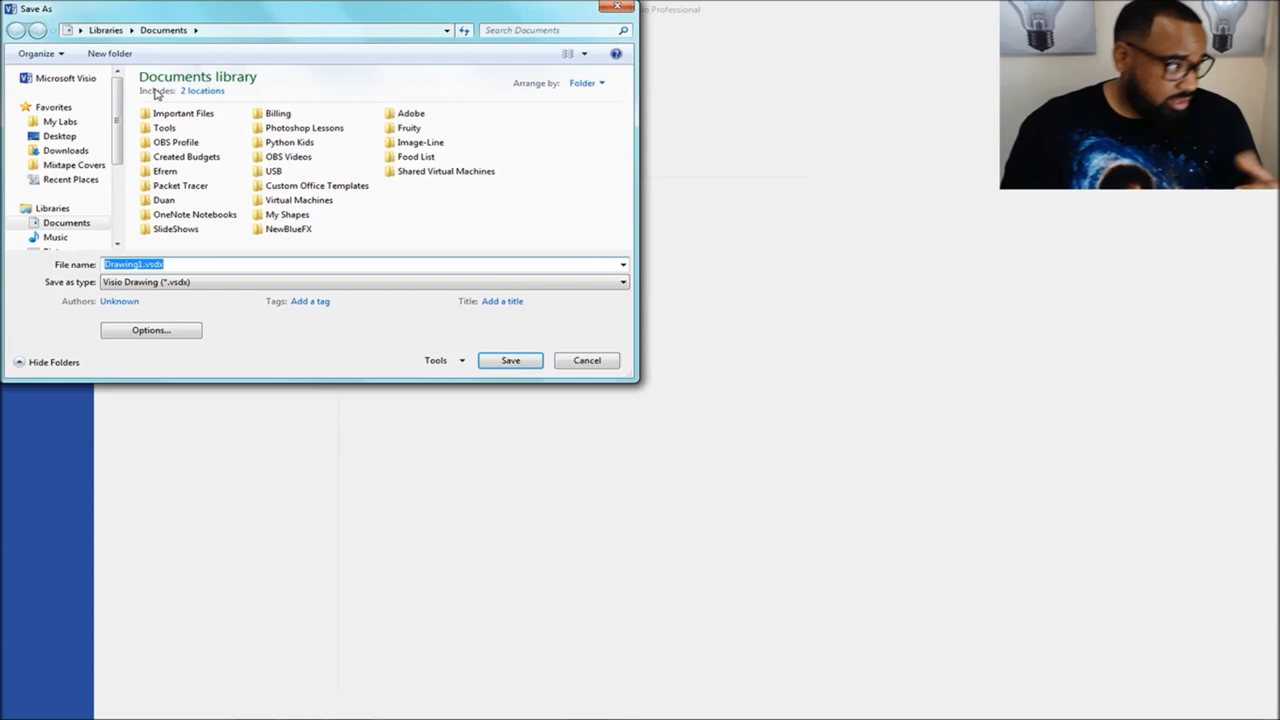 Save As
o Professional
Libraries Documents
Search Documents
Organize New folder
Microsoft Visio
Favorites
My Labs
Desktop
Downloads
Mixtape Covers
Recent Places
Libraries
Documents
Music
Documents library
Includes: 2 locations
Arrange by: Folder
Important Files
Tools
OBS Profile
Created Budgets
Efrem
Packet Tracer
Duan
OneNote Notebooks
SlideShows
Billing
Photoshop Lessons
Python Kids
OBS Videos
USB
Custom Office Templates
Virtual Machines
My Shapes
NewBlueFX
Adobe
Fruity
Image-Line
Food List
Shared Virtual Machines
File name: Drawing1.vsdx
Save as type: Visio Drawing (*.vsdx)
Authors: Unknown Tags: Add a tag Title: Add a title
Options...
Hide Folders Tools Save Cancel